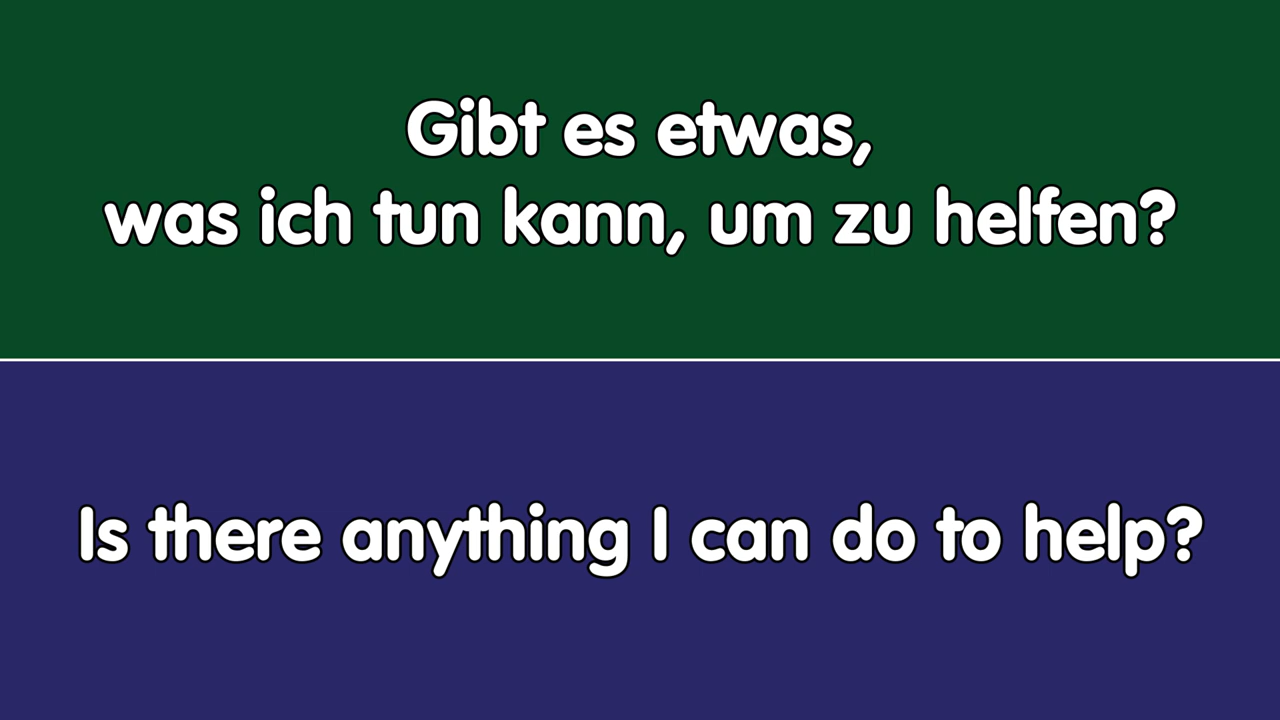 Gibt es etwas,
was ich tun kann, um zu helfen?
Is there anything I can do to help?